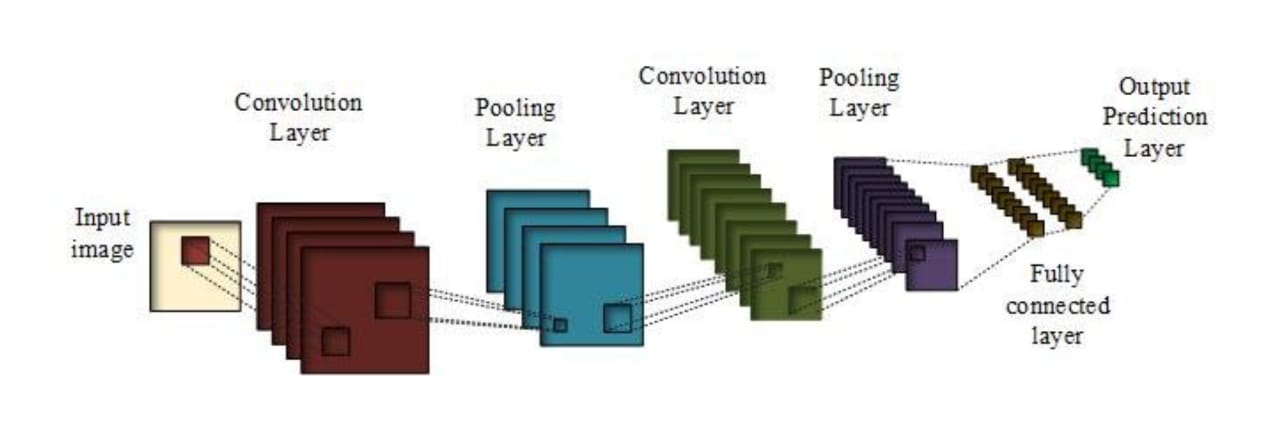 Input
image
Convolution
Layer
Pooling
Layer
Convolution
Layer
Pooling
Layer
Fully
connected
layer
Output
Prediction
Layer